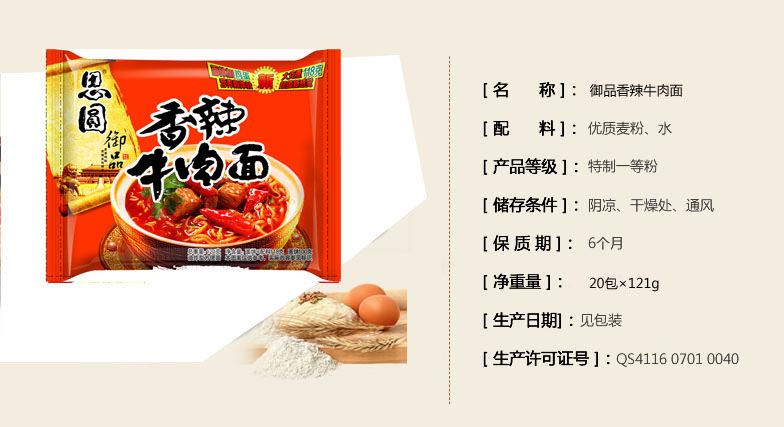 思圆
御品
香辣
牛肉面
[ 名 称 ]： 御品香辣牛肉面
[ 配 料 ]： 优质麦粉、水
[ 产品等级 ]： 特制一等粉
[ 储存条件 ]： 阴凉、干燥处、通风
[ 保 质 期 ]： 6个月
[ 净重量 ]： 20包×121g
[ 生产日期]： 见包装
[ 生产许可证号 ]：QS4116 0701 0040